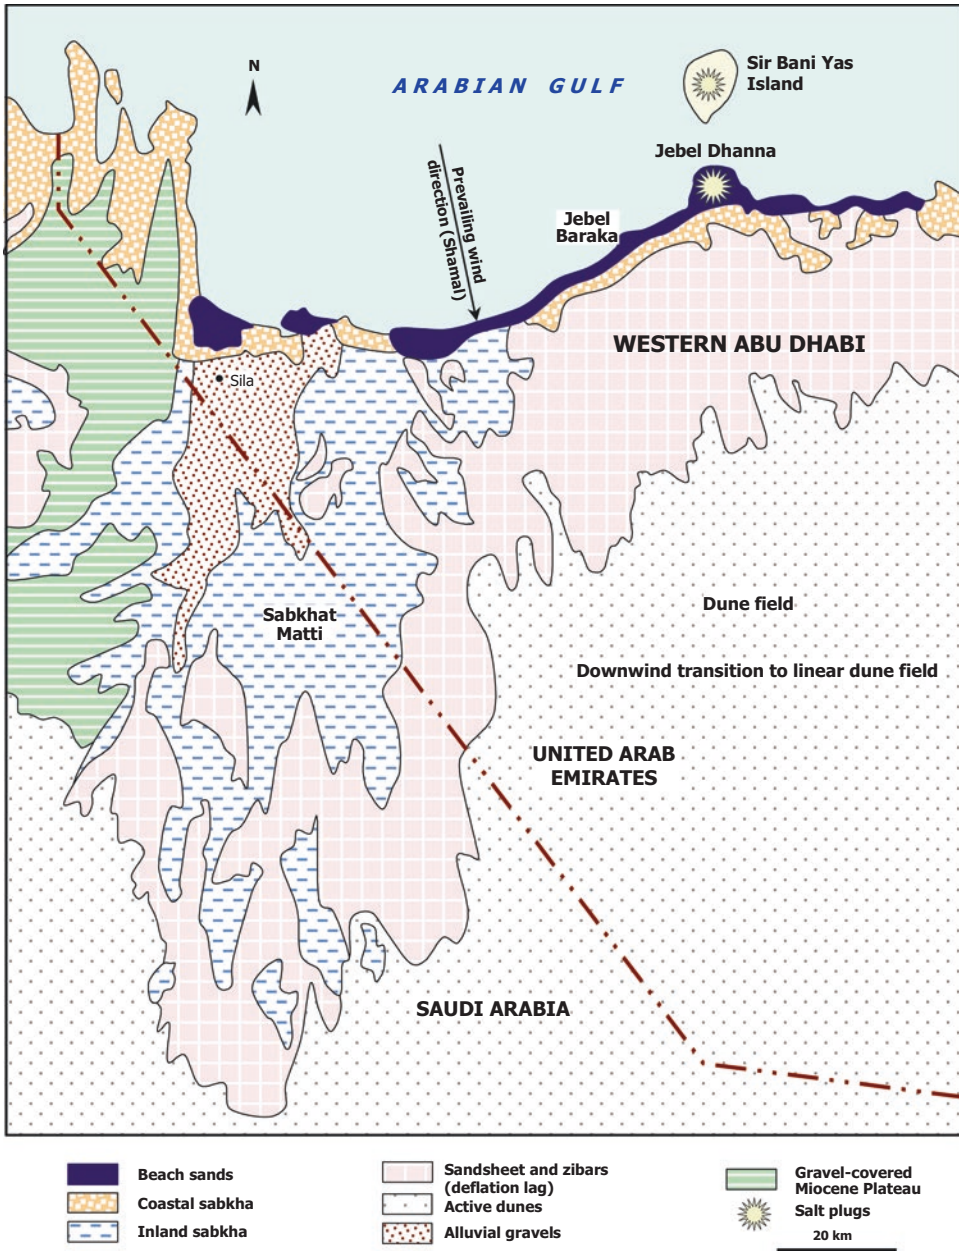 N
ARABIAN GULF
Sir Bani Yas
Island
Jebel Dhanna
Prevailing wind
direction (Shamal)
Jebel
Baraka
WESTERN ABU DHABI
Sila
Sabkhat
Matti
Dune field
Downwind transition to linear dune field
UNITED ARAB
EMIRATES
SAUDI ARABIA
Beach sands
Coastal sabkha
Inland sabkha
Sandsheet and zibars
(deflation lag)
Active dunes
Alluvial gravels
Gravel-covered
Miocene Plateau
Salt plugs
20 km